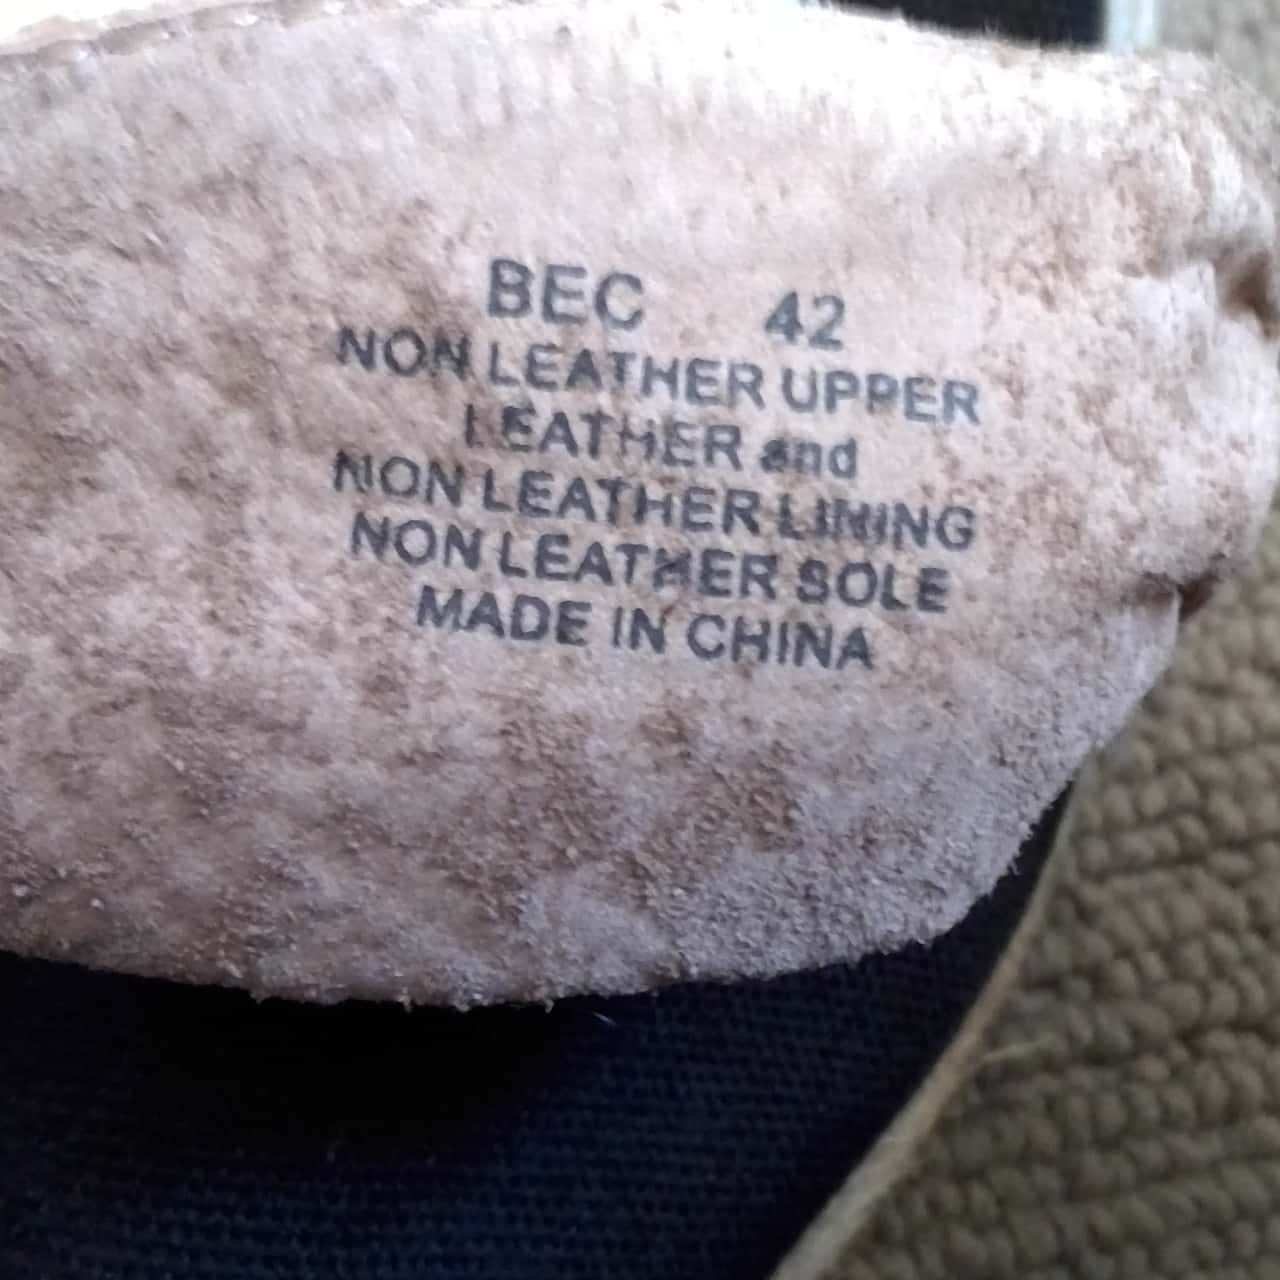 BEC 42
NON LEATHER UPPER
LEATHER and
NON LEATHER LINING
NON LEATHER SOLE
MADE IN CHINA